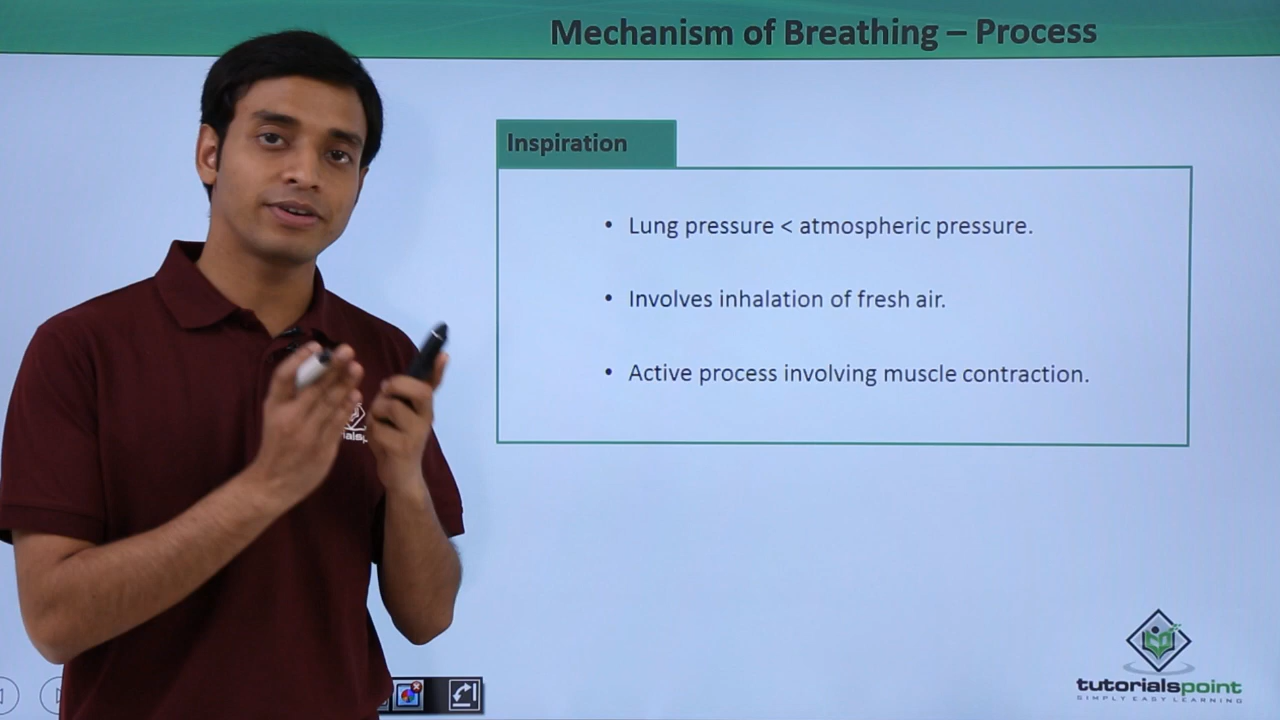 Mechanism of Breathing – Process
Inspiration
• Lung pressure < atmospheric pressure.
• Involves inhalation of fresh air.
• Active process involving muscle contraction.
tutorialspoint
SIMPLY EASY LEARNING